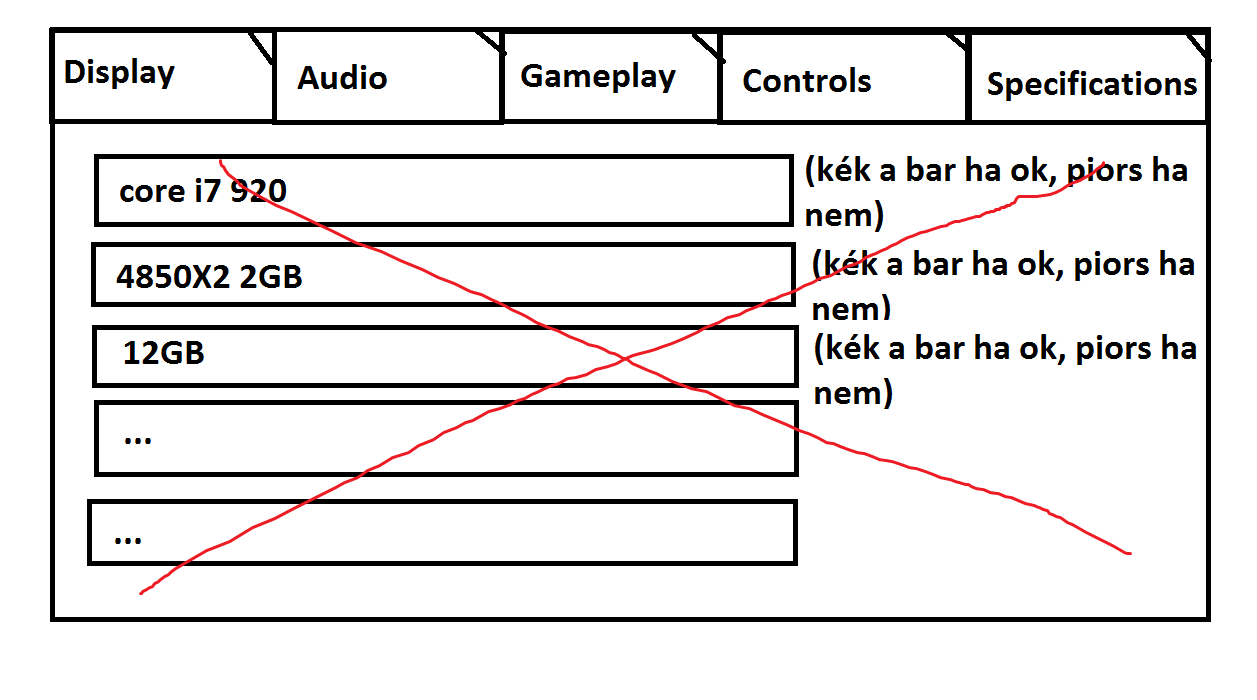 Display
Audio
Gameplay
Controls
Specifications
core i7 920
(kék a bar ha ok, piors ha
nem)
4850X2 2GB
(kék a bar ha ok, piors ha
nem)
12GB
(kék a bar ha ok, piors ha
nem)
...
...